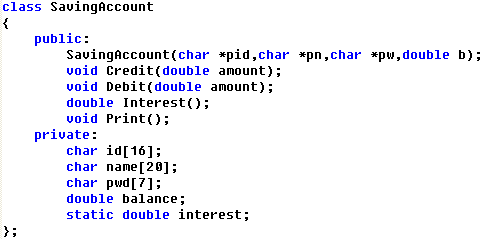 class SavingAccount
{
public:
SavingAccount(char *pid,char *pn,char *pw,double b);
void Credit(double amount);
void Debit(double amount);
double Interest();
void Print();
private:
char id[16];
char name[20];
char pwd[7];
double balance;
static double interest;
};